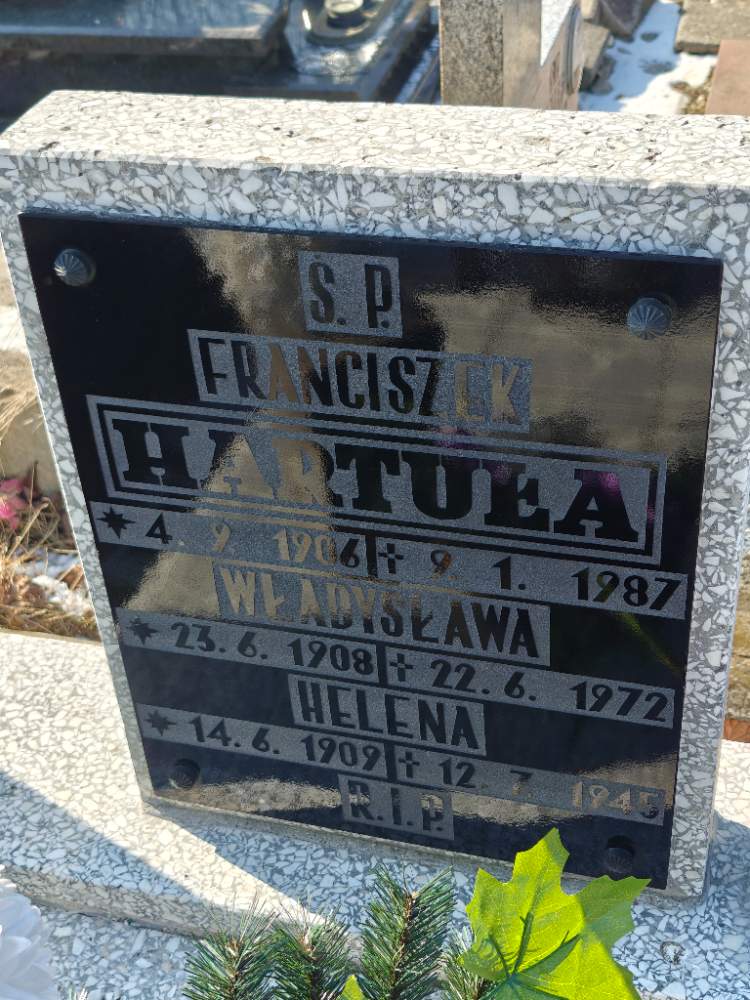 Ś. P.
FRANCISZEK
HARTUŁA
* 4. 9. 1906 † 9. 1. 1987
WŁADYSŁAWA
* 23. 6. 1908 † 22. 6. 1972
HELENA
* 14. 6. 1909 † 12. 7. 1945
R.I.P.